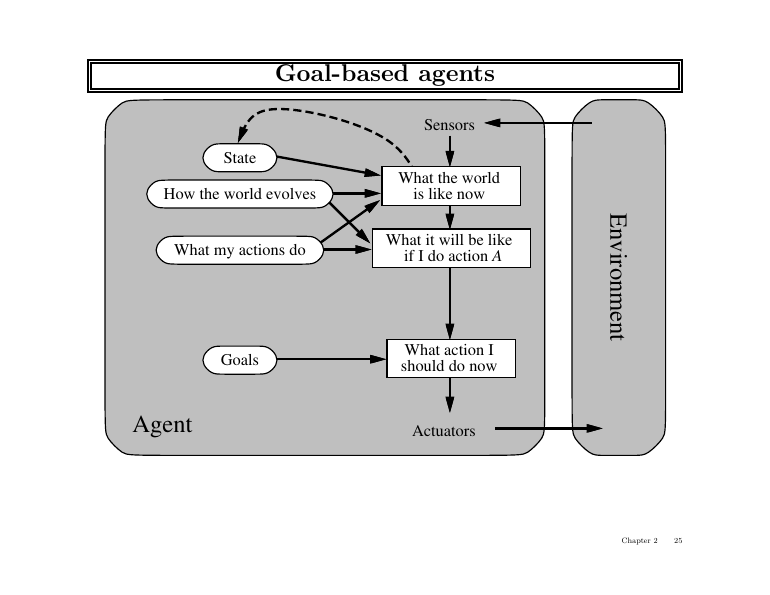 Goal-based agents
Sensors
State
What the world
is like now
How the world evolves
What it will be like
if I do action A
What my actions do
Environment
Goals
What action I
should do now
Agent
Actuators
Chapter 2 25